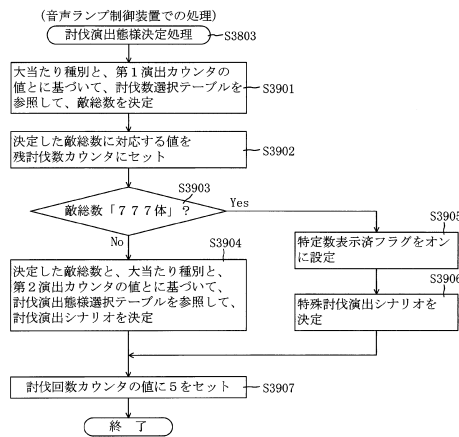 (音声ランプ制御装置での処理)
討伐演出態様決定処理
S3803
大当たり種別と、第1演出カウンタの
値とに基づいて、討伐数選択テーブルを
参照して、敵総数を決定
S3901
決定した敵総数に対応する値を
残討伐数カウンタにセット
S3902
S3903
敵総数「777体」?
Yes
No
S3904
決定した敵総数と、大当たり種別と、
第2演出カウンタの値とに基づいて、
討伐演出態様選択テーブルを参照して、
討伐演出シナリオを決定
S3905
特定数表示済フラグをオン
に設定
S3906
特殊討伐演出シナリオを
決定
討伐回数カウンタの値に5をセット
S3907
終 了